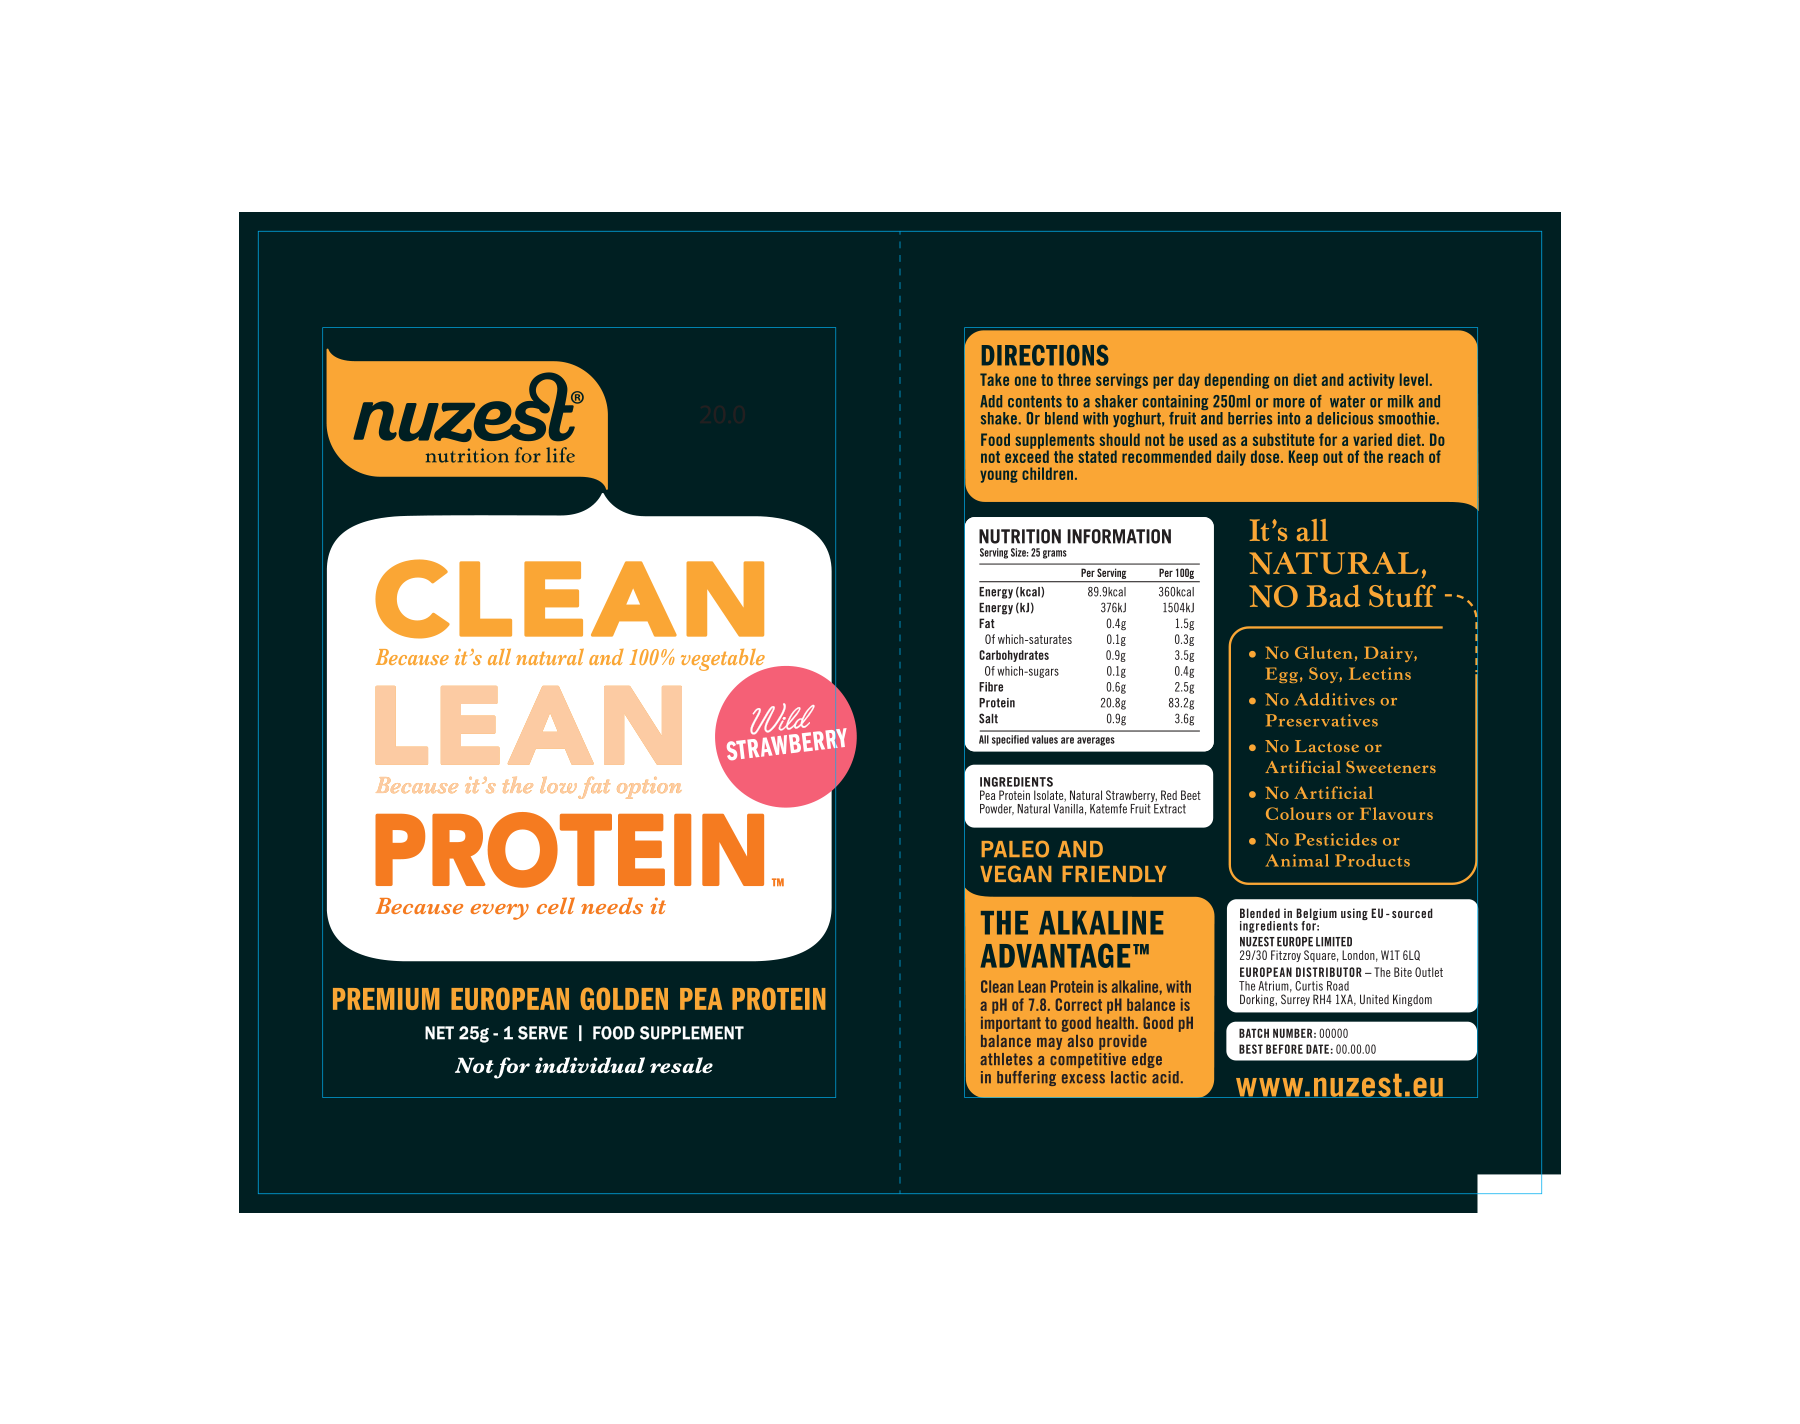 nuzest®
nutrition for life
20.0
CLEAN
Because it's all natural and 100% vegetable
LEAN
Because it's the low fat option
Wild
STRAWBERRY
PROTEIN™
Because every cell needs it
PREMIUM EUROPEAN GOLDEN PEA PROTEIN
NET 25g - 1 SERVE | FOOD SUPPLEMENT
Not for individual resale
DIRECTIONS
Take one to three servings per day depending on diet and activity level.
Add contents to a shaker containing 250ml or more of water or milk and
shake. Or blend with yoghurt, fruit and berries into a delicious smoothie.
Food supplements should not be used as a substitute for a varied diet. Do
not exceed the stated recommended daily dose. Keep out of the reach of
young children.
NUTRITION INFORMATION
Serving Size: 25 grams
Per Serving Per 100g
Energy (kcal) 89.9kcal 360kcal
Energy (kJ) 376kJ 1504kJ
Fat 0.4g 1.5g
Of which-saturates 0.1g 0.3g
Carbohydrates 0.9g 3.5g
Of which-sugars 0.1g 0.4g
Fibre 0.6g 2.5g
Protein 20.8g 83.2g
Salt 0.9g 3.6g
All specified values are averages
INGREDIENTS
Pea Protein Isolate, Natural Strawberry, Red Beet
Powder, Natural Vanilla, Katemfe Fruit Extract
PALEO AND
VEGAN FRIENDLY
THE ALKALINE
ADVANTAGE™
Clean Lean Protein is alkaline, with
a pH of 7.8. Correct pH balance is
important to good health. Good pH
balance may also provide
athletes a competitive edge
in buffering excess lactic acid.
It's all
NATURAL,
NO Bad Stuff
• No Gluten, Dairy,
Egg, Soy, Lectins
• No Additives or
Preservatives
• No Lactose or
Artificial Sweeteners
• No Artificial
Colours or Flavours
• No Pesticides or
Animal Products
Blended in Belgium using EU - sourced
ingredients for:
NUZEST EUROPE LIMITED
29/30 Fitzroy Square, London, W1T 6LQ
EUROPEAN DISTRIBUTOR – The Bite Outlet
The Atrium, Curtis Road
Dorking, Surrey RH4 1XA, United Kingdom
BATCH NUMBER: 00000
BEST BEFORE DATE: 00.00.00
www.nuzest.eu